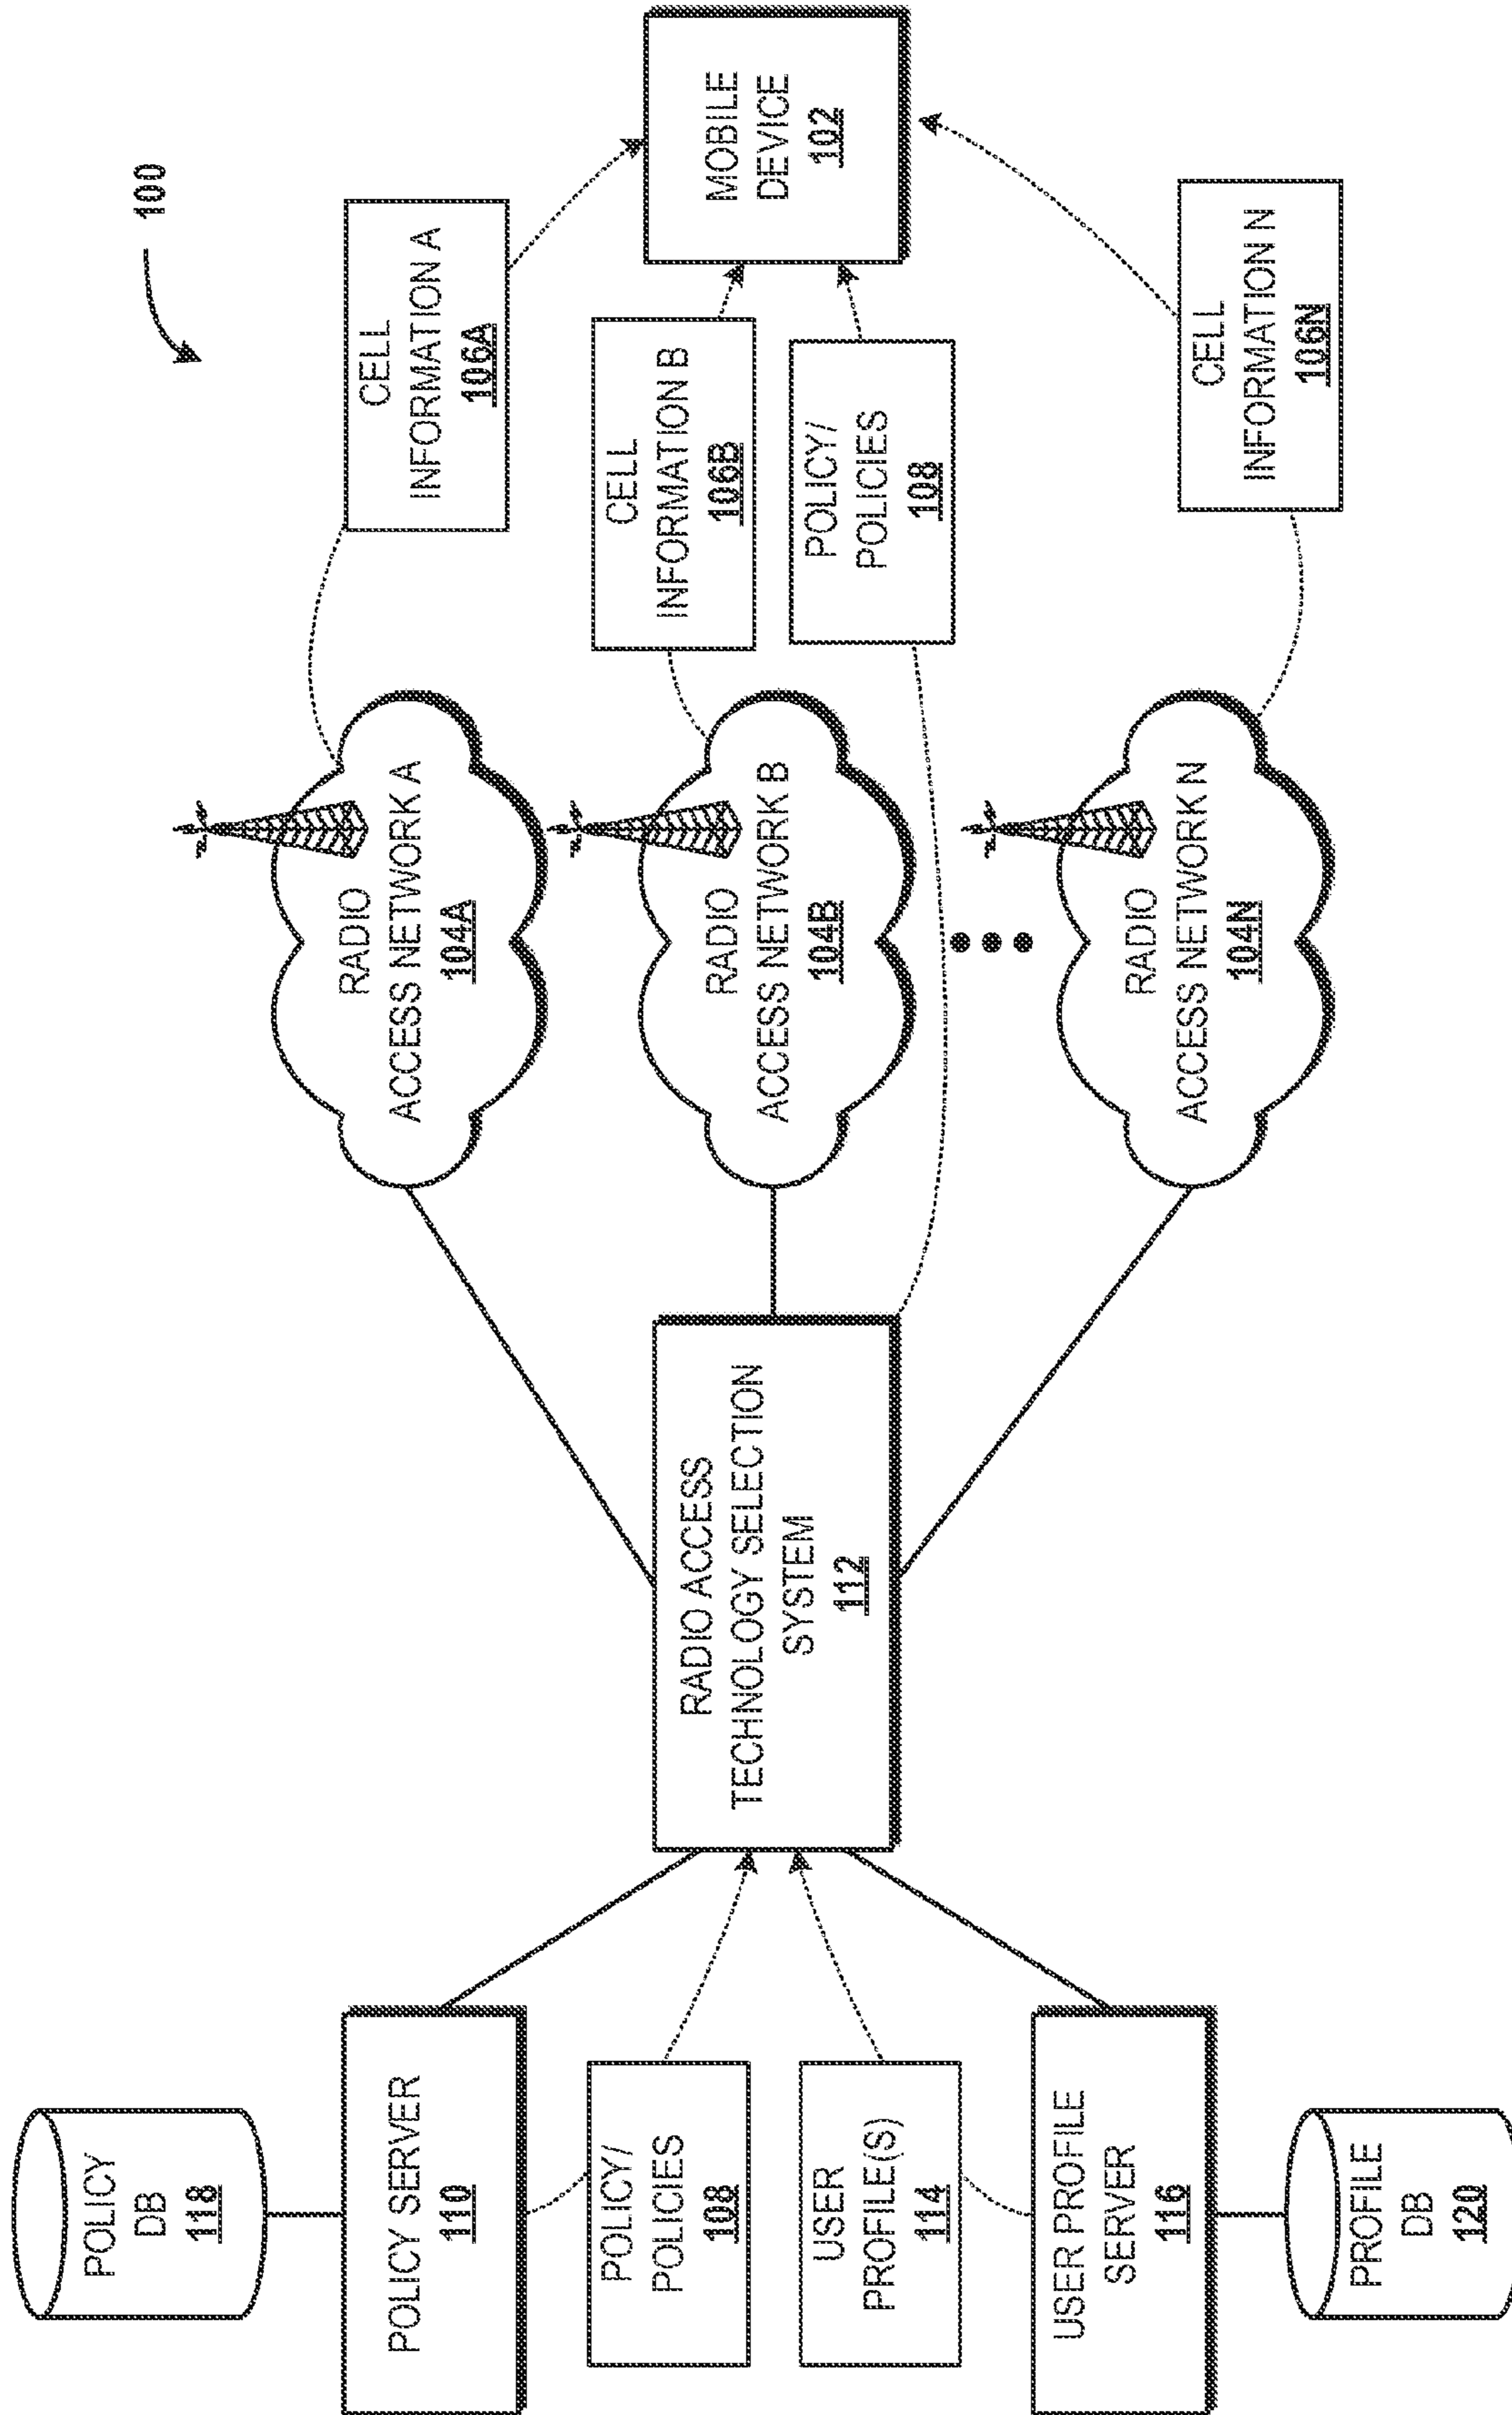 100
POLICY
DB
118
POLICY SERVER
110
POLICY/
POLICIES
108
USER
PROFILE(S)
114
USER PROFILE
SERVER
116
PROFILE
DB
120
RADIO ACCESS
TECHNOLOGY SELECTION
SYSTEM
112
RADIO
ACCESS NETWORK A
104A
RADIO
ACCESS NETWORK B
104B
RADIO
ACCESS NETWORK N
104N
CELL
INFORMATION A
106A
CELL
INFORMATION B
106B
POLICY/
POLICIES
108
CELL
INFORMATION N
106N
MOBILE
DEVICE
102